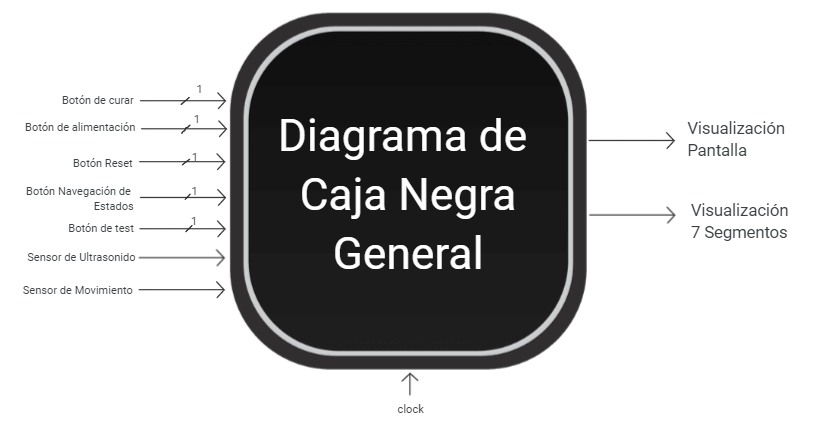 1
Botón de curar
1
Botón de alimentación
1
Botón Reset
Botón Navegación de
Estados
1
1
Botón de test
Sensor de Ultrasonido
Sensor de Movimiento
Diagrama de
Caja Negra
General
Visualización
Pantalla
Visualización
7 Segmentos
clock